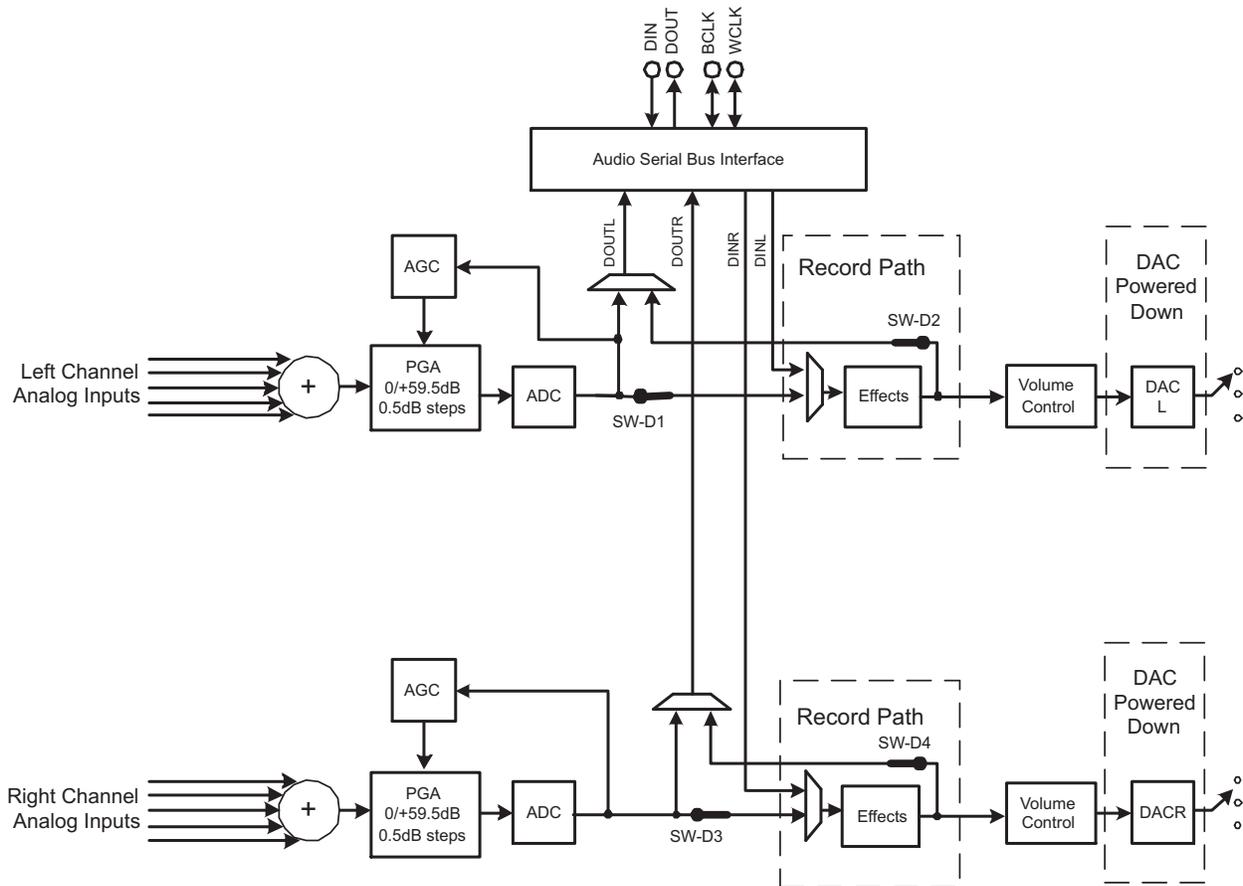 DIN
DOUT
BCLK
WCLK
Audio Serial Bus Interface
DOUTL
DOUTR
DINR
DINL
AGC
Record Path
DAC
Powered
Down
SW-D2
Left Channel
Analog Inputs
+
PGA
0/+59.5dB
0.5dB steps
ADC
SW-D1
Effects
Volume
Control
DAC
L
AGC
Record Path
DAC
Powered
Down
SW-D4
Right Channel
Analog Inputs
+
PGA
0/+59.5dB
0.5dB steps
ADC
SW-D3
Effects
Volume
Control
DACR